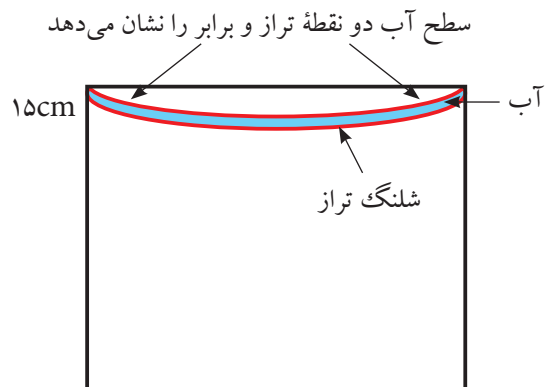 سطح آب دو نقطهٔ تراز و برابر را نشان می‌دهد
آب
۱۵cm
شلنگ تراز